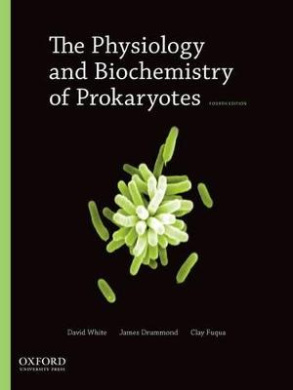 The Physiology
and Biochemistry
of Prokaryotes FOURTH EDITION
David White James Drummond Clay Fuqua
OXFORD
UNIVERSITY PRESS